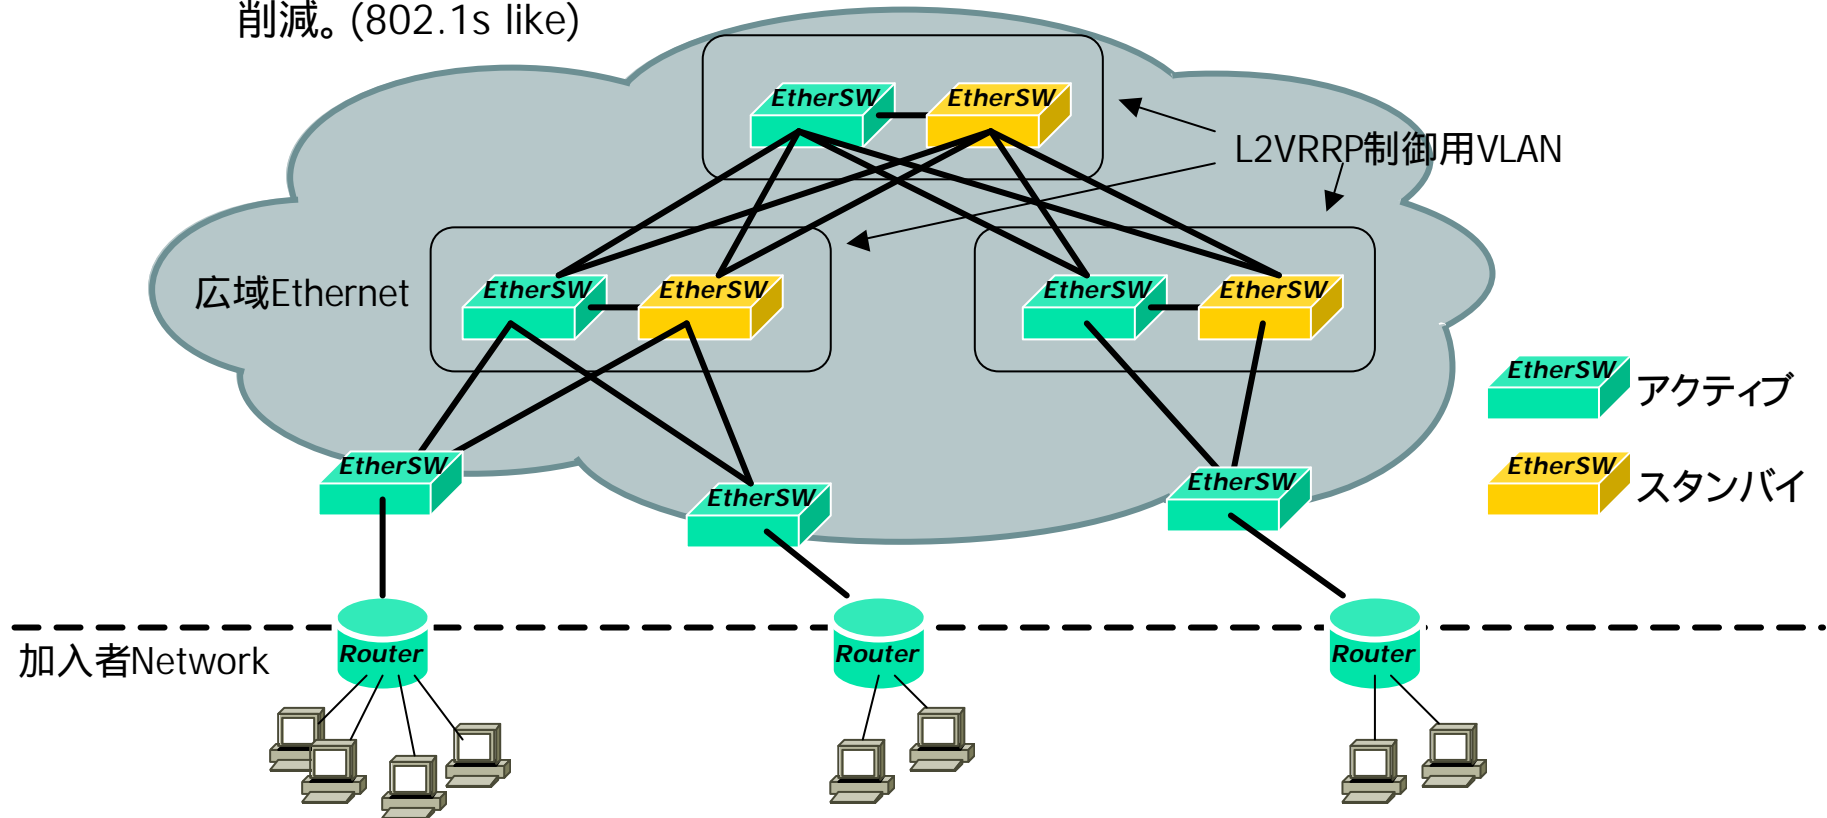 削減。(802.1s like)
EtherSW EtherSW
L2VRRP制御用VLAN
広域Ethernet
EtherSW EtherSW EtherSW EtherSW
EtherSW アクティブ
EtherSW スタンバイ
EtherSW EtherSW EtherSW
加入者Network
Router Router Router